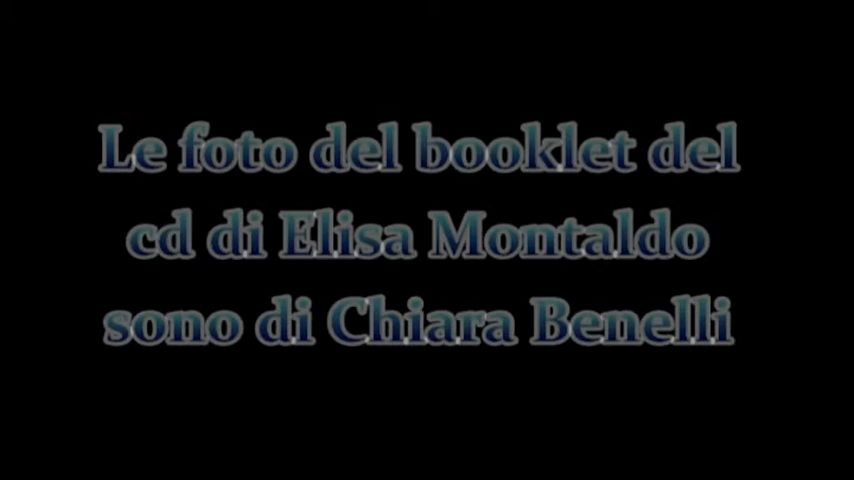 Le foto del booklet del
cd di Elisa Montaldo
sono di Chiara Benelli